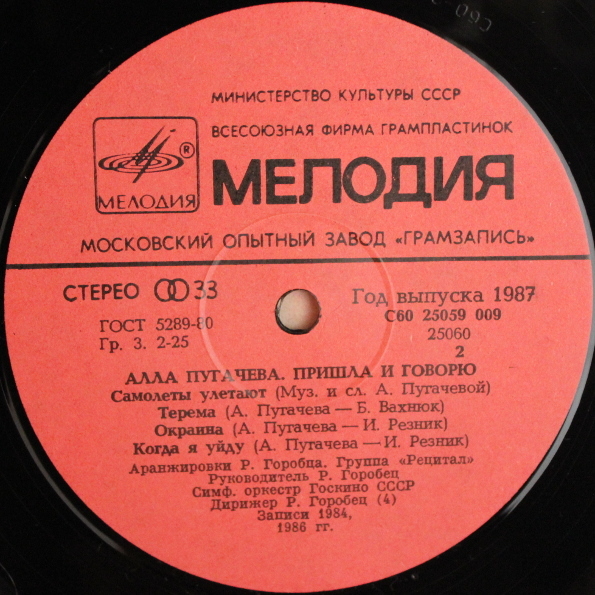 МИНИСТЕРСТВО КУЛЬТУРЫ СССР
ВСЕСОЮЗНАЯ ФИРМА ГРАМПЛАСТИНОК
® МЕЛОДИЯ
МЕЛОДИЯ
МОСКОВСКИЙ ОПЫТНЫЙ ЗАВОД «ГРАМЗАПИСЬ»
СТЕРЕО 33
Год выпуска 1987
ГОСТ 5289-80
С60 25059 009
Гр. 3. 2-25
25060
2
АЛЛА ПУГАЧЕВА. ПРИШЛА И ГОВОРЮ
Самолеты улетают (Муз. и сл. А. Пугачевой)
Терема (А. Пугачева — Б. Вахнюк)
Окраина (А. Пугачева — И. Резник)
Когда я уйду (А. Пугачева — И. Резник)
Аранжировки Р. Горобца. Группа «Рецитал»
Руководитель Р. Горобец
Симф. оркестр Госкино СССР
Дирижер Р. Горобец (4)
Записи 1984,
1986 гг.